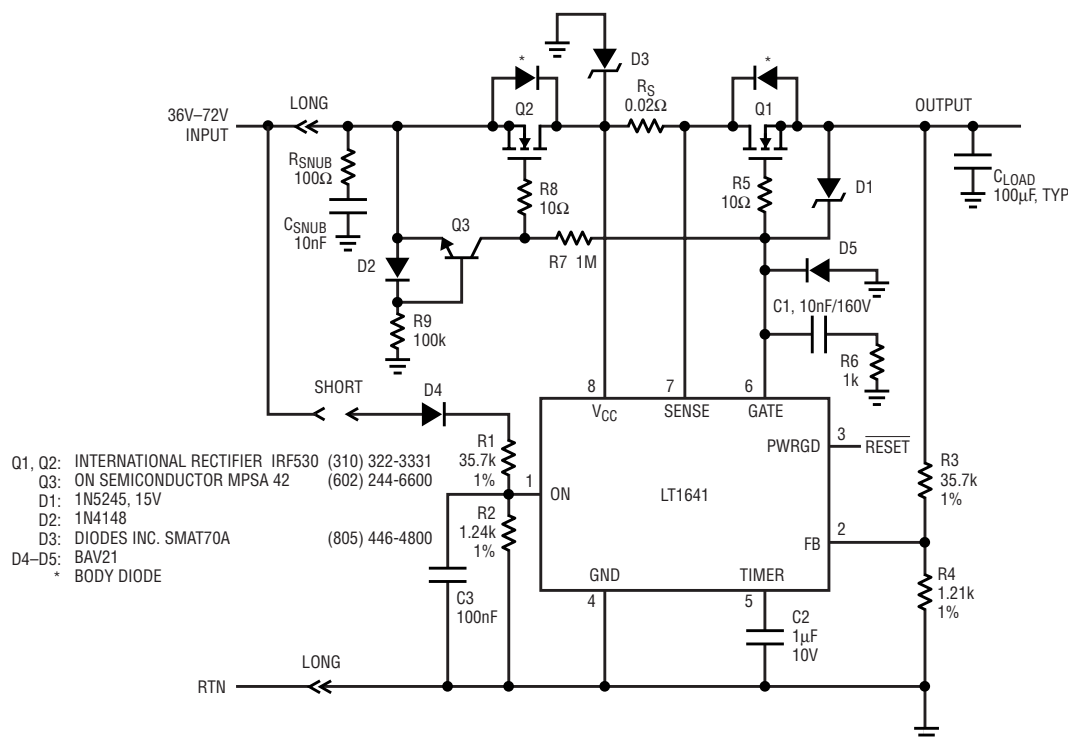 *
D3
*
R_S
0.02Ω
Q2
Q1
LONG
OUTPUT
36V–72V
INPUT
R_SNUB
100Ω
C_SNUB
10nF
R8
10Ω
Q3
R5
10Ω
D1
C_LOAD
100µF, TYP
D2
R7 1M
D5
R9
100k
C1, 10nF/160V
R6
1k
SHORT
D4
8
7
6
V_CC
SENSE
GATE
PWRGD
3
RESET
R1
35.7k
1%
1
ON
LT1641
R3
35.7k
1%
R2
1.24k
1%
2
FB
Q1, Q2: INTERNATIONAL RECTIFIER IRF530 (310) 322-3331
Q3: ON SEMICONDUCTOR MPSA 42 (602) 244-6600
D1: 1N5245, 15V
D2: 1N4148
D3: DIODES INC. SMAT70A (805) 446-4800
D4–D5: BAV21
* BODY DIODE
GND
TIMER
4
5
C3
100nF
C2
1µF
10V
R4
1.21k
1%
LONG
RTN